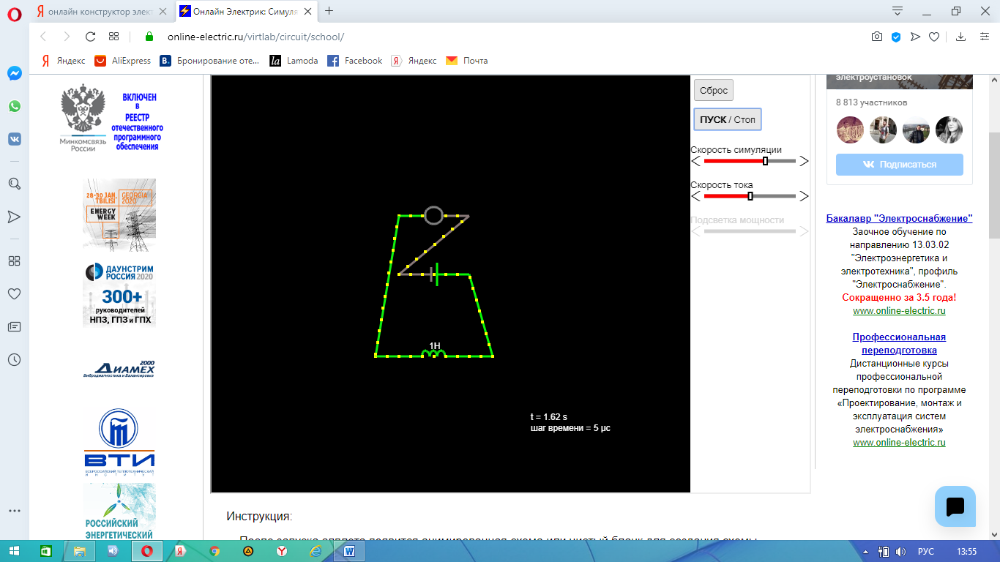 онлайн конструктор элект
Онлайн Электрик: Симуля
online-electric.ru/virtlab/circuit/school/
Яндекс
AliExpress
B.
Бронирование оте...
la
Lamoda
Facebook
Яндекс
Почта
МИНКОМСВЯЗЬ
РОССИИ
ВКЛЮЧЕН
В
РЕЕСТР
отечественного
программного
обеспечения
28-30 JAN,
TBILISI
GEORGIA
2020
ENERGY
WEEK
ДАУНСТРИМ
РОССИЯ 2020
300+
руководителей
НПЗ, ГПЗ и ГПХ
2000
ДИАМЕХ
Вибродиагностика и Балансировка
ВТИ
ВСЕРОССИЙСКИЙ ТЕПЛОТЕХНИЧЕСКИЙ
ИНСТИТУТ
РОССИЙСКИЙ
ЭНЕРГЕТИЧЕСКИЙ
1H
t = 1.62 s
шаг времени = 5 µс
Сброс
ПУСК / Стоп
Скорость симуляции
Скорость тока
Подсветка мощности
Инструкция:
После запуска апплета появится анимированная схема или чистый бланк для создания схемы
электроустановок
8 813 участников
Подписаться
Бакалавр "Электроснабжение"
Заочное обучение по
направлению 13.03.02
"Электроэнергетика и
электротехника", профиль
"Электроснабжение".
Сокращенно за 3.5 года!
www.online-electric.ru
Профессиональная
переподготовка
Дистанционные курсы
профессиональной
переподготовки по программе
«Проектирование, монтаж и
эксплуатация систем
электроснабжения»
www.online-electric.ru
РУС
13:55